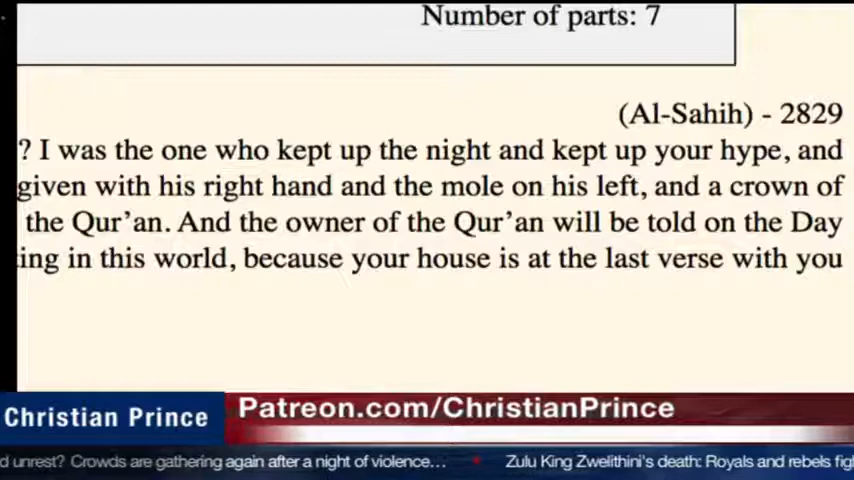 Number of parts: 7
(Al-Sahih) - 2829
? I was the one who kept up the night and kept up your hype, and
given with his right hand and the mole on his left, and a crown of
the Qur'an. And the owner of the Qur'an will be told on the Day
ing in this world, because your house is at the last verse with you
Christian Prince
Patreon.com/ChristianPrince
d unrest? Crowds are gathering again after a night of violence... • Zulu King Zwelithini's death: Royals and rebels figh